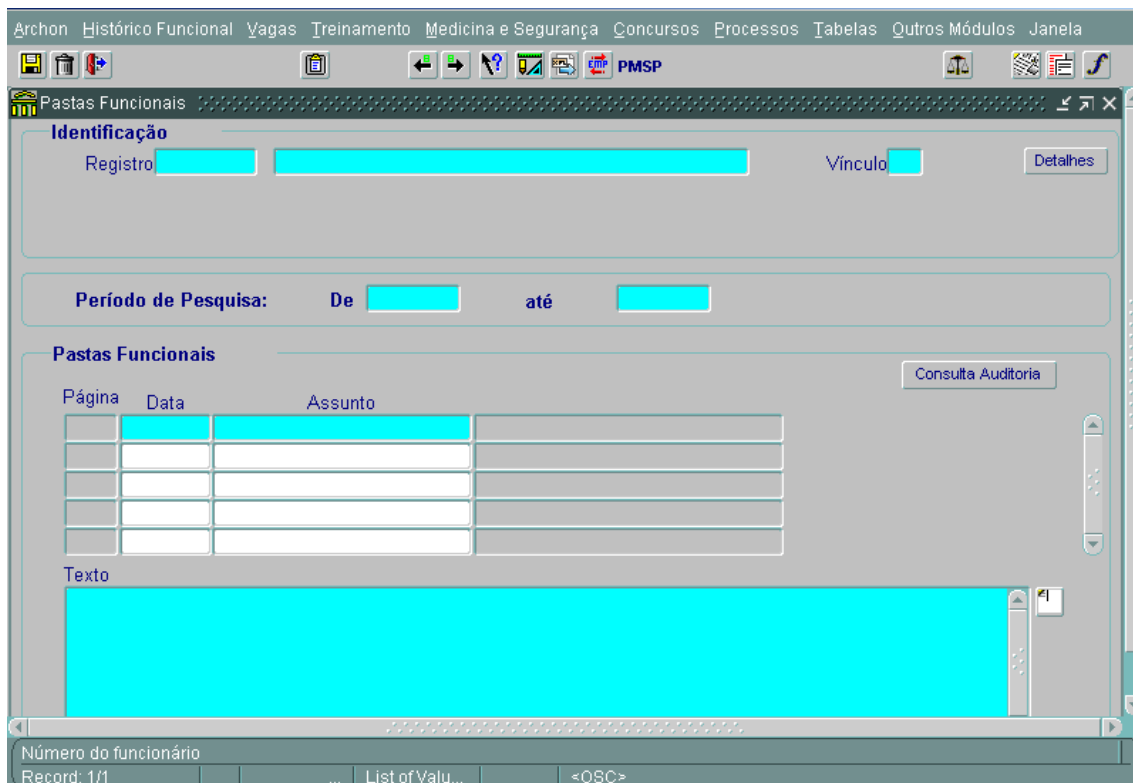 Archon Histórico Funcional Vagas Treinamento Medicina e Segurança Concursos Processos Tabelas Outros Módulos Janela
EMP PMSP
Pastas Funcionais
Identificação
Registro Vínculo Detalhes
Período de Pesquisa: De até
Pastas Funcionais
Consulta Auditoria
Página Data Assunto
Texto
Número do funcionário
Record: 1/1 ... List of Valu... <OSC>